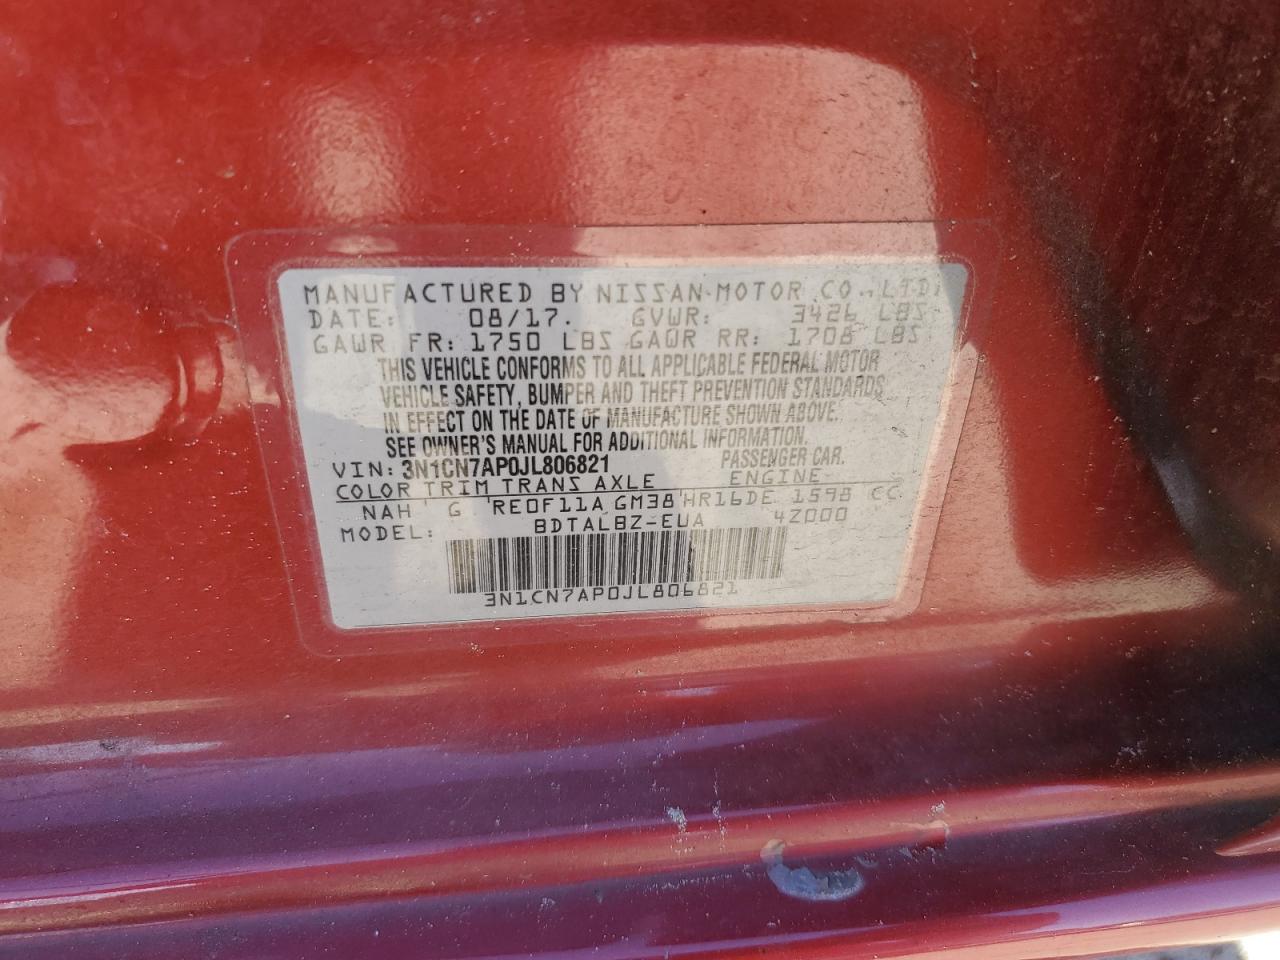 MANUFACTURED BY NISSAN MOTOR CO., LTD.
DATE: 08/17. GVWR: 3426 LBS
GAWR FR: 1750 LBS GAWR RR: 1708 LBS
THIS VEHICLE CONFORMS TO ALL APPLICABLE FEDERAL MOTOR
VEHICLE SAFETY, BUMPER AND THEFT PREVENTION STANDARDS
IN EFFECT ON THE DATE OF MANUFACTURE SHOWN ABOVE.
SEE OWNER'S MANUAL FOR ADDITIONAL INFORMATION.
VIN: 3N1CN7AP0JL806821 PASSENGER CAR.
COLOR TRIM TRANS AXLE ENGINE
NAH G RE0F11A GM38 HR16DE 1598 CC
MODEL: BDTALBZ-EUA 4Z000
3N1CN7AP0JL806821